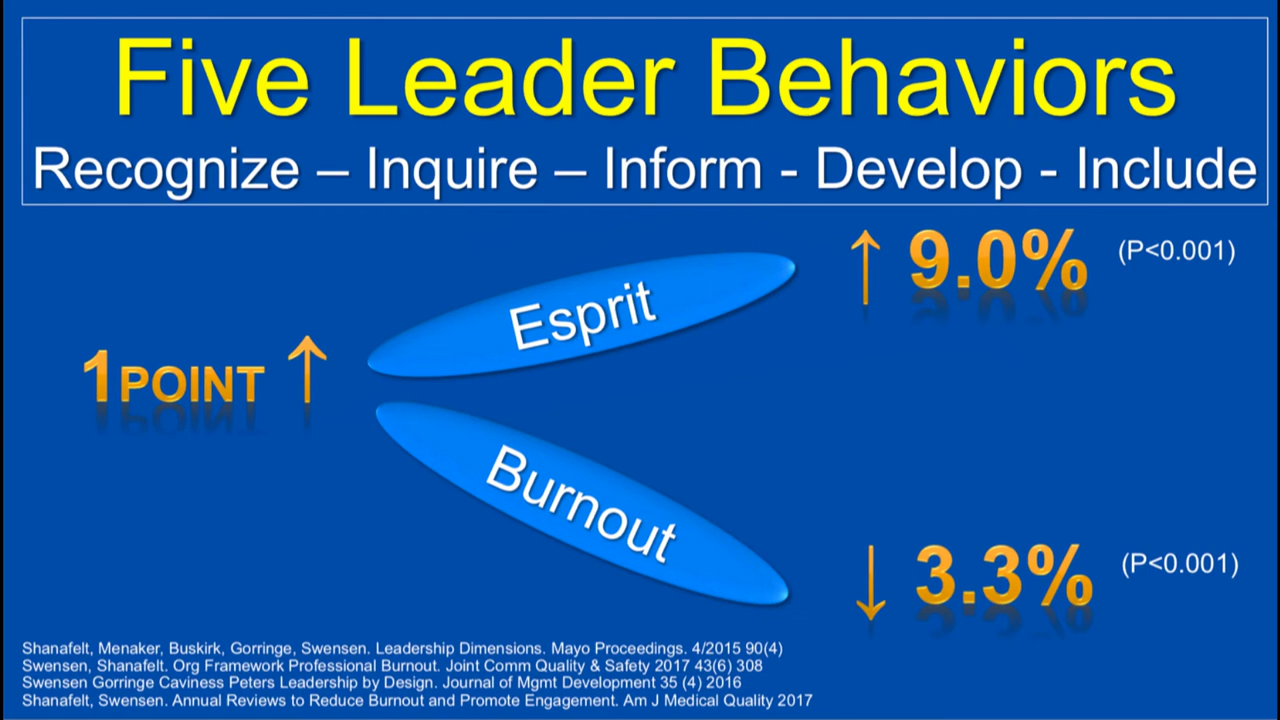 Five Leader Behaviors
Recognize – Inquire – Inform - Develop - Include
↑ 9.0% (P<0.001)
Esprit
1 POINT ↑
Burnout
↓ 3.3% (P<0.001)
Shanafelt, Menaker, Buskirk, Gorringe, Swensen. Leadership Dimensions. Mayo Proceedings. 4/2015 90(4)
Swensen, Shanafelt. Org Framework Professional Burnout. Joint Comm Quality & Safety 2017 43(6) 308
Swensen Gorringe Caviness Peters Leadership by Design. Journal of Mgmt Development 35 (4) 2016
Shanafelt, Swensen. Annual Reviews to Reduce Burnout and Promote Engagement. Am J Medical Quality 2017